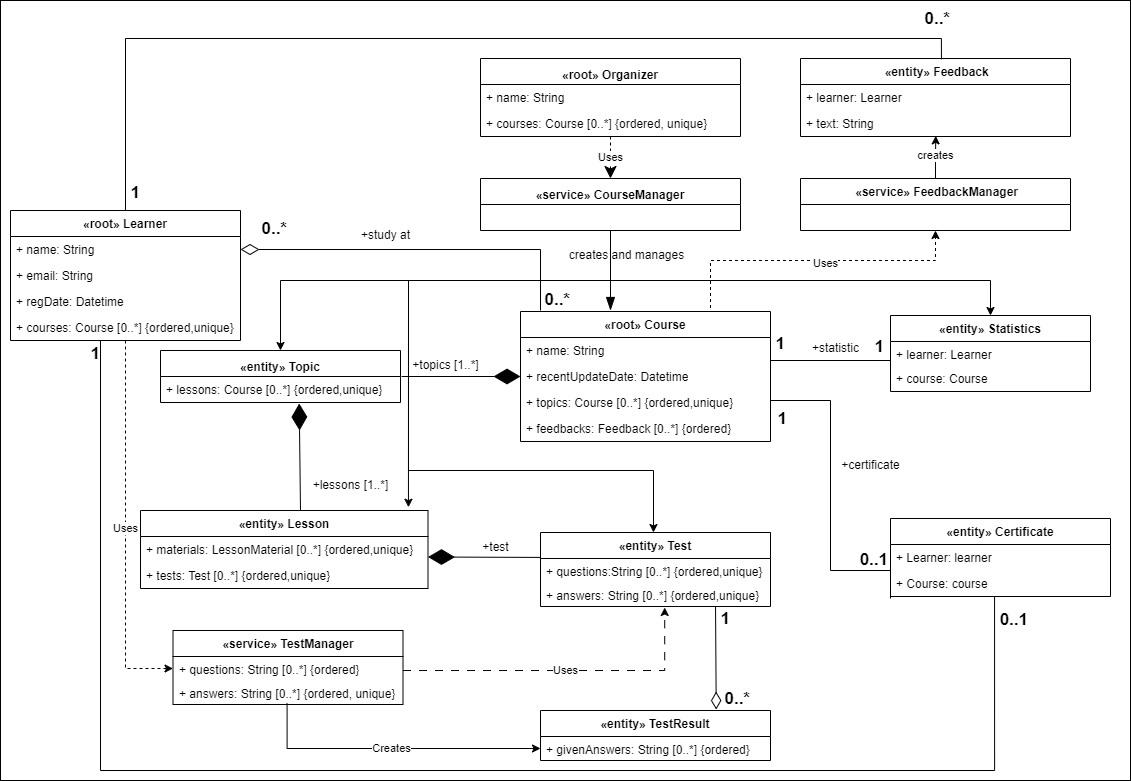 0..*
«root» Organizer
+ name: String
+ courses: Course [0..*] {ordered, unique}
«entity» Feedback
+ learner: Learner
+ text: String
Uses
creates
1
«service» CourseManager
«service» FeedbackManager
«root» Learner
+ name: String
+ email: String
+ regDate: Datetime
+ courses: Course [0..*] {ordered,unique}
0..*
+study at
creates and manages
Uses
0..*
1
«root» Course
+ name: String
+ recentUpdateDate: Datetime
+ topics: Course [0..*] {ordered,unique}
+ feedbacks: Feedback [0..*] {ordered}
1
+statistic
1
«entity» Statistics
+ learner: Learner
+ course: Course
«entity» Topic
+ lessons: Course [0..*] {ordered,unique}
+topics [1..*]
1
+certificate
+lessons [1..*]
Uses
«entity» Lesson
+ materials: LessonMaterial [0..*] {ordered,unique}
+ tests: Test [0..*] {ordered,unique}
+test
«entity» Test
+ questions:String [0..*] {ordered,unique}
+ answers: String [0..*] {ordered,unique}
0..1
«entity» Certificate
+ Learner: learner
+ Course: course
1
0..1
«service» TestManager
+ questions: String [0..*] {ordered}
+ answers: String [0..*] {ordered, unique}
Uses
0..*
Creates
«entity» TestResult
+ givenAnswers: String [0..*] {ordered}